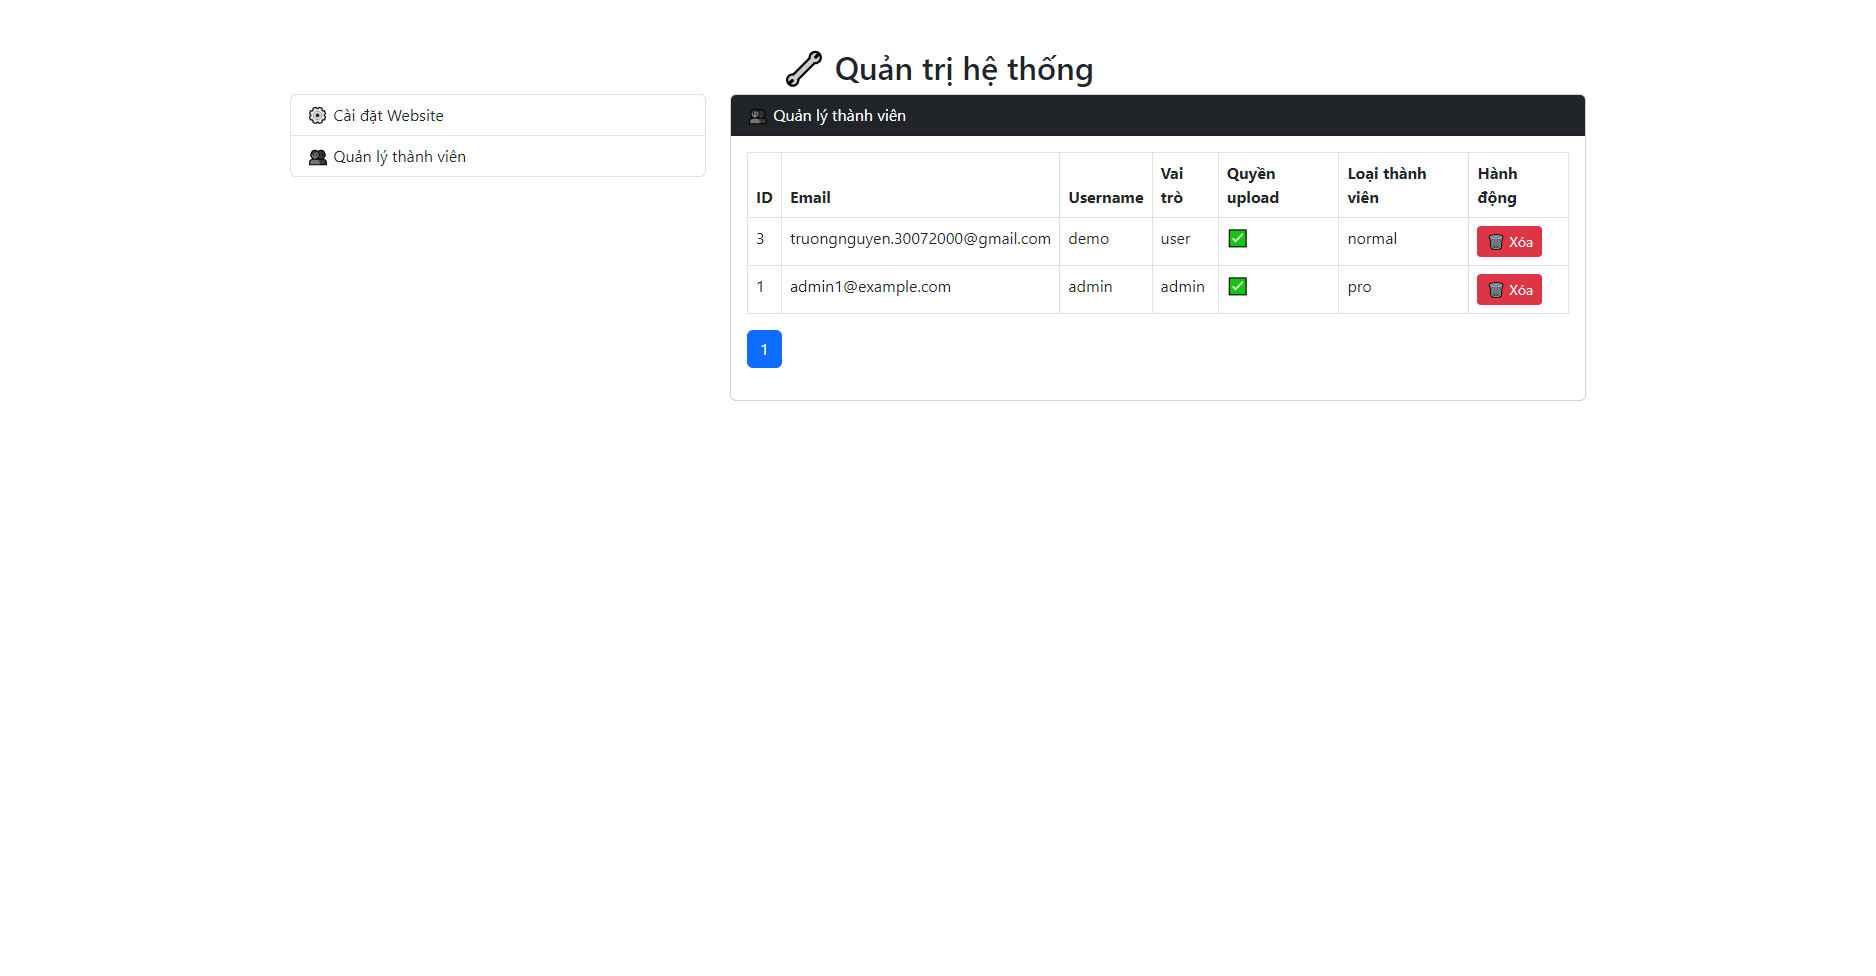 Quản trị hệ thống
Cài đặt Website
Quản lý thành viên
Quản lý thành viên
ID Email Username Vai trò Quyền upload Loại thành viên Hành động
3 truongnguyen.30072000@gmail.com demo user ✅ normal Xóa
1 admin1@example.com admin admin ✅ pro Xóa
1